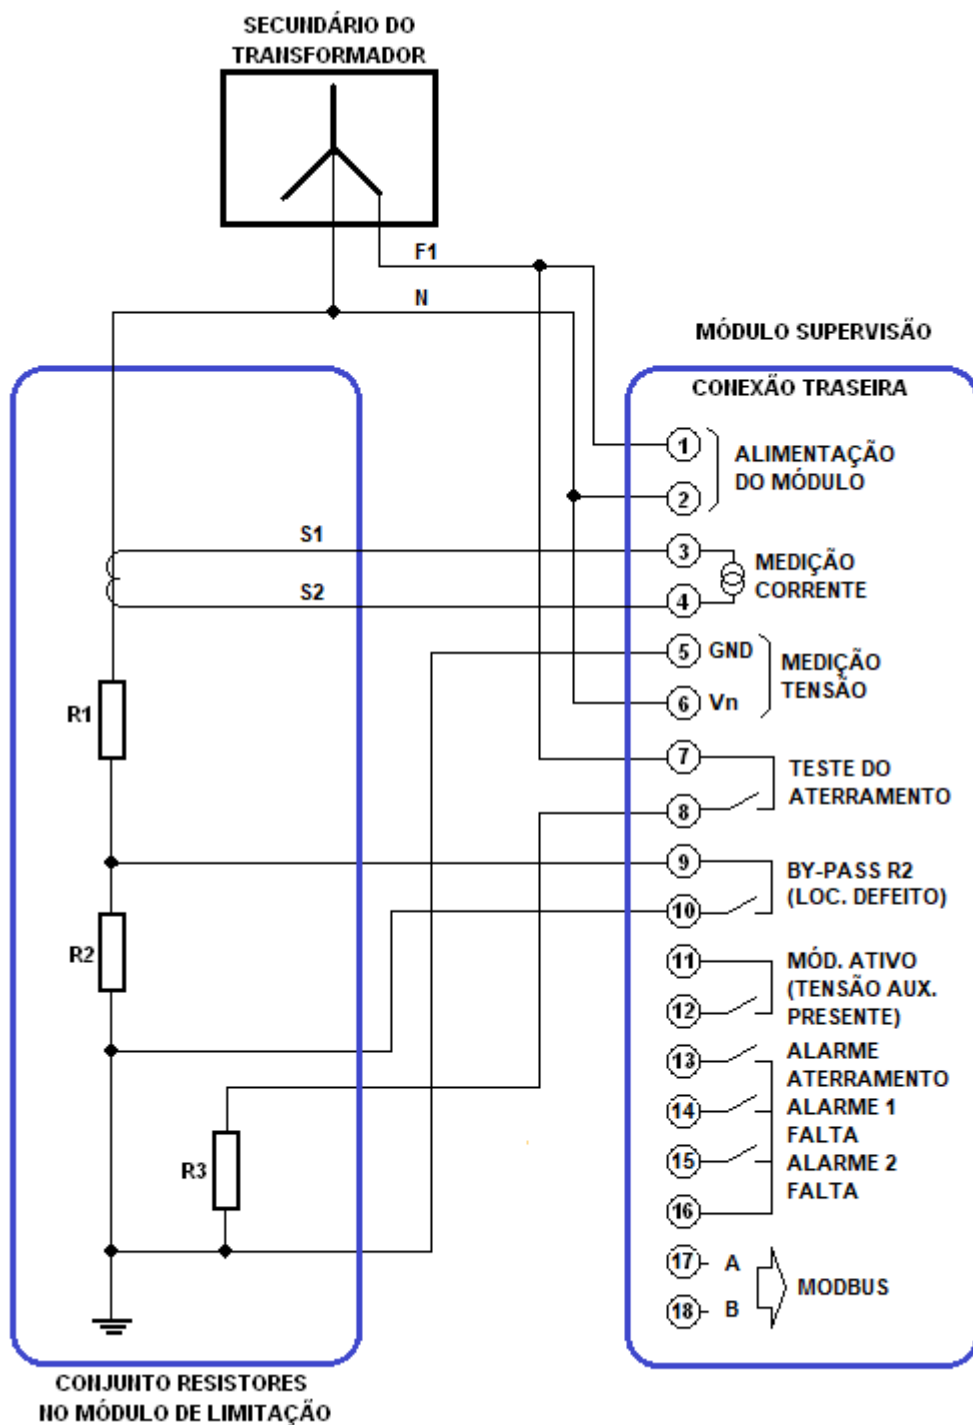 SECUNDÁRIO DO
TRANSFORMADOR
F1
N
MÓDULO SUPERVISÃO
CONEXÃO TRASEIRA
1
ALIMENTAÇÃO
DO MÓDULO
2
S1
3
MEDIÇÃO
CORRENTE
S2
4
5 GND
MEDIÇÃO
TENSÃO
6 Vn
R1
7
TESTE DO
ATERRAMENTO
8
9
BY-PASS R2
(LOC. DEFEITO)
10
R2
11
MÓD. ATIVO
(TENSÃO AUX.
PRESENTE)
12
13
ALARME
ATERRAMENTO
14
ALARME 1
FALTA
15
ALARME 2
FALTA
16
R3
17 A
MODBUS
18 B
CONJUNTO RESISTORES
NO MÓDULO DE LIMITAÇÃO